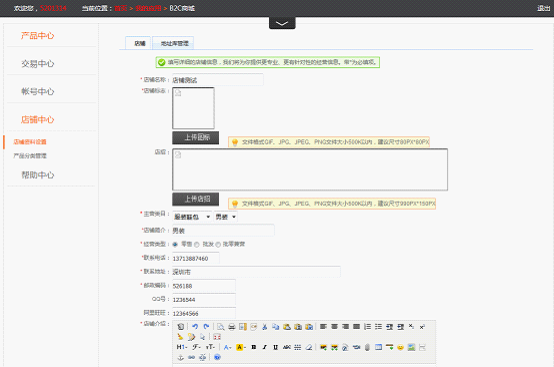 欢迎您， 当前位置： > > B2C商城
退出
产品中心
交易中心
帐号中心
店铺中心
店铺资料设置
产品分类管理
帮助中心
店铺 地址库管理
填写详细的店铺信息，我们将为你提供更专业、更有针对性的经营信息。带*为必填项。
*店铺名称： 店铺测试
*店铺标志：
上传图标
文件格式GIF、JPG、JPEG、PNG文件大小500K以内，建议尺寸80PX*80PX
店招：
上传店招
文件格式GIF、JPG、JPEG、PNG文件大小500K以内，建议尺寸990PX*150PX
*主营类目： 服装鞋包 男装
*店铺简介： 男装
*经营类型： 零售 批发 批零兼营
*联系电话： 13713887460
*联系地址： 深圳市
*邮政编码： 526188
QQ号： 1236544
阿里旺旺： 12364566
*店铺介绍：